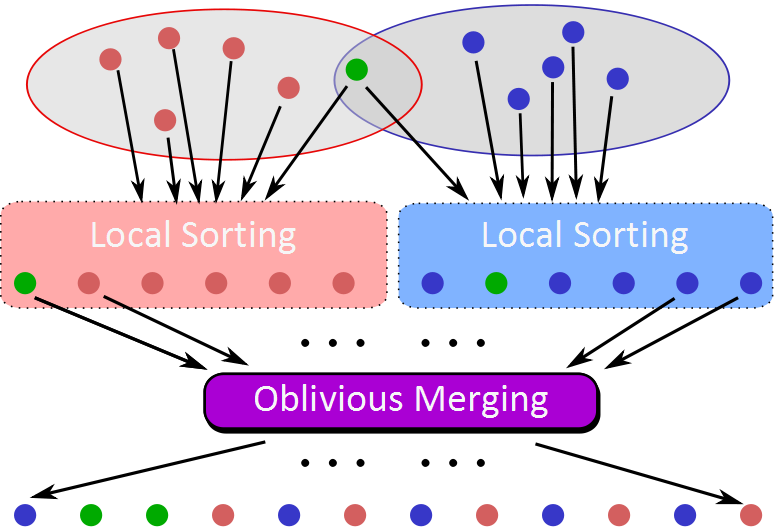 Local Sorting
Local Sorting
. . .   . . .
Oblivious Merging
. . .   . . .